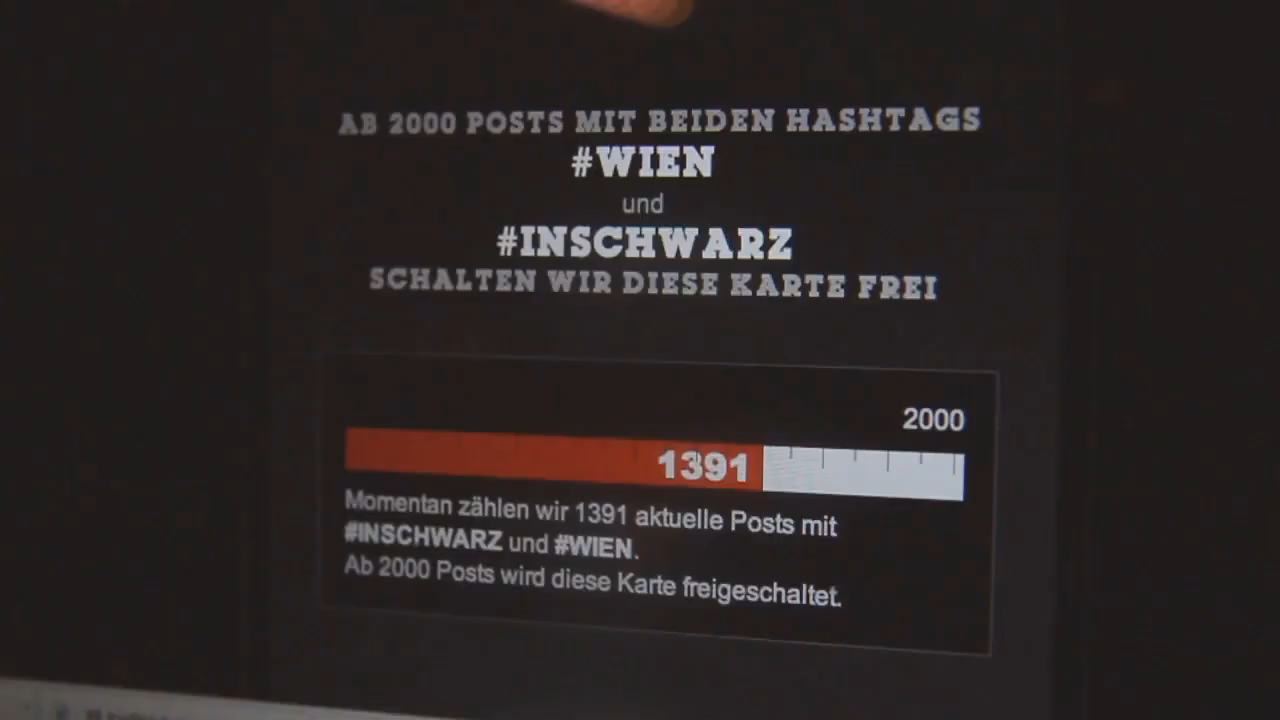 AB 2000 POSTS MIT BEIDEN HASHTAGS
#WIEN
und
#INSCHWARZ
SCHALTEN WIR DIESE KARTE FREI
2000
1391
Momentan zählen wir 1391 aktuelle Posts mit
#INSCHWARZ und #WIEN.
Ab 2000 Posts wird diese Karte freigeschaltet.